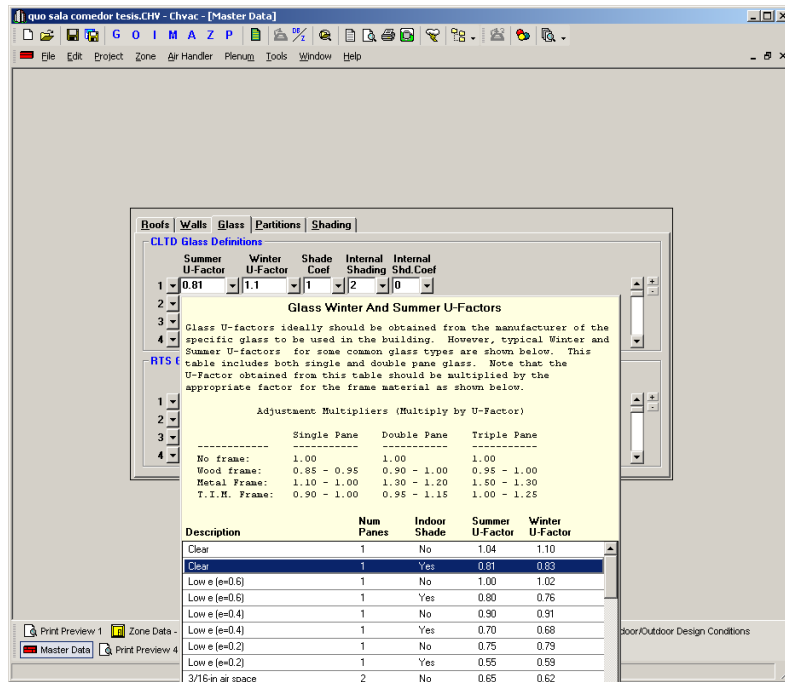 quo sala comedor tesis.CHV - Chvac - [Master Data]
G O I M A Z P
File Edit Project Zone Air Handler Plenum Tools Window Help
Roofs Walls Glass Partitions Shading
CLTD Glass Definitions
Summer U-Factor Winter U-Factor Shade Coef Internal Shading Internal Shd.Coef
1 0.81 1.1 1 2 0
2
3
4
RTS G
1
2
3
4
Glass Winter And Summer U-Factors
Glass U-factors ideally should be obtained from the manufacturer of the
specific glass to be used in the building. However, typical Winter and
Summer U-factors for some common glass types are shown below. This
table includes both single and double pane glass. Note that the
U-Factor obtained from this table should be multiplied by the
appropriate factor for the frame material as shown below.
Adjustment Multipliers (Multiply by U-Factor)
Single Pane Double Pane Triple Pane
------------ ----------- ----------- -----------
No frame: 1.00 1.00 1.00
Wood frame: 0.85 - 0.95 0.90 - 1.00 0.95 - 1.00
Metal Frame: 1.10 - 1.00 1.30 - 1.20 1.50 - 1.30
T.I.M. Frame: 0.90 - 1.00 0.95 - 1.15 1.00 - 1.25
Description Num Panes Indoor Shade Summer U-Factor Winter U-Factor
Clear 1 No 1.04 1.10
Clear 1 Yes 0.81 0.83
Low e (e=0.6) 1 No 1.00 1.02
Low e (e=0.6) 1 Yes 0.80 0.76
Low e (e=0.4) 1 No 0.90 0.91
Low e (e=0.4) 1 Yes 0.70 0.68
Low e (e=0.2) 1 No 0.75 0.79
Low e (e=0.2) 1 Yes 0.55 0.59
3/16-in air space 2 No 0.65 0.62
Print Preview 1 Zone Data - door/Outdoor Design Conditions
Master Data Print Preview 4